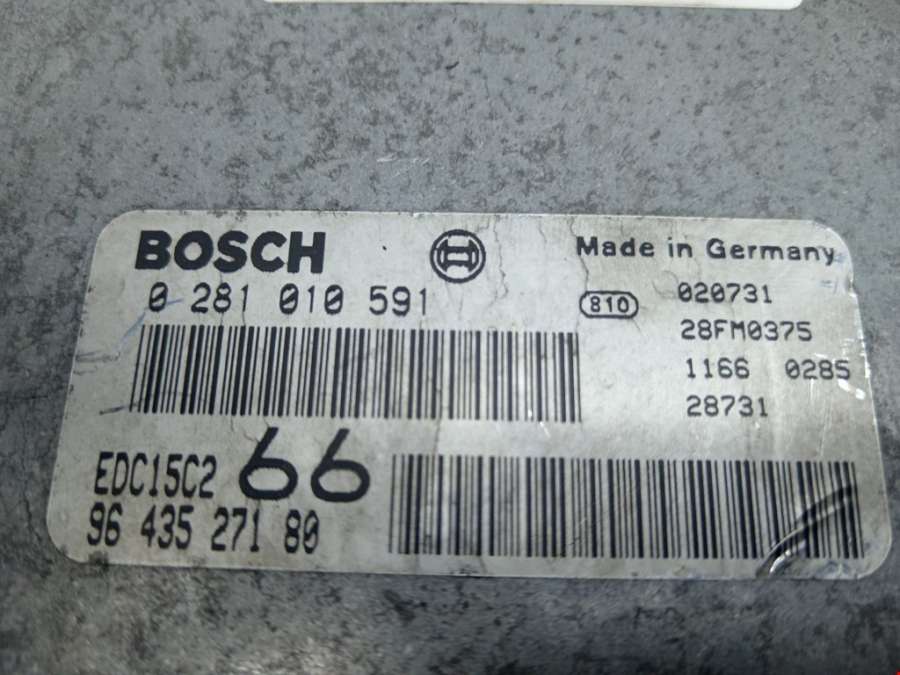 BOSCH
Made in Germany
0 281 010 591
810
020731
28FM0375
1166 0285
28731
EDC15C2 66
96 435 271 80